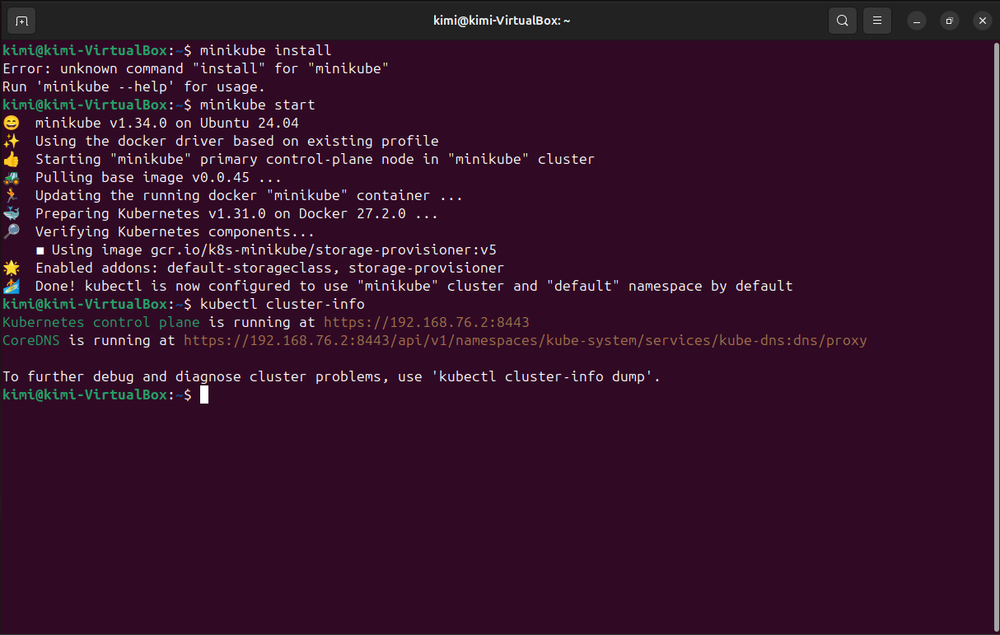 kimi@kimi-VirtualBox: ~
kimi@kimi-VirtualBox:~$ minikube install
Error: unknown command "install" for "minikube"
Run 'minikube --help' for usage.
kimi@kimi-VirtualBox:~$ minikube start
😄  minikube v1.34.0 on Ubuntu 24.04
✨  Using the docker driver based on existing profile
👍  Starting "minikube" primary control-plane node in "minikube" cluster
🚜  Pulling base image v0.0.45 ...
🏃  Updating the running docker "minikube" container ...
🐳  Preparing Kubernetes v1.31.0 on Docker 27.2.0 ...
🔎  Verifying Kubernetes components...
    ▪ Using image gcr.io/k8s-minikube/storage-provisioner:v5
🌟  Enabled addons: default-storageclass, storage-provisioner
🏄  Done! kubectl is now configured to use "minikube" cluster and "default" namespace by default
kimi@kimi-VirtualBox:~$ kubectl cluster-info
Kubernetes control plane is running at https://192.168.76.2:8443
CoreDNS is running at https://192.168.76.2:8443/api/v1/namespaces/kube-system/services/kube-dns:dns/proxy

To further debug and diagnose cluster problems, use 'kubectl cluster-info dump'.
kimi@kimi-VirtualBox:~$